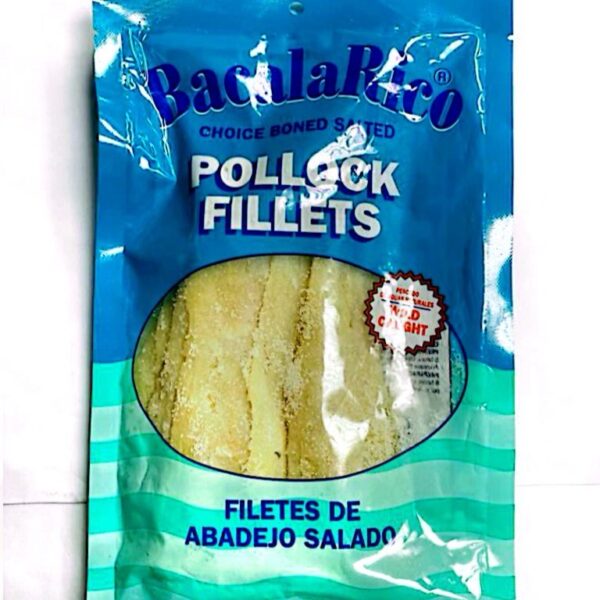 BacalaRico®
CHOICE BONED SALTED
POLLOCK
FILLETS
WILD
CAUGHT
FILETES DE
ABADEJO SALADO